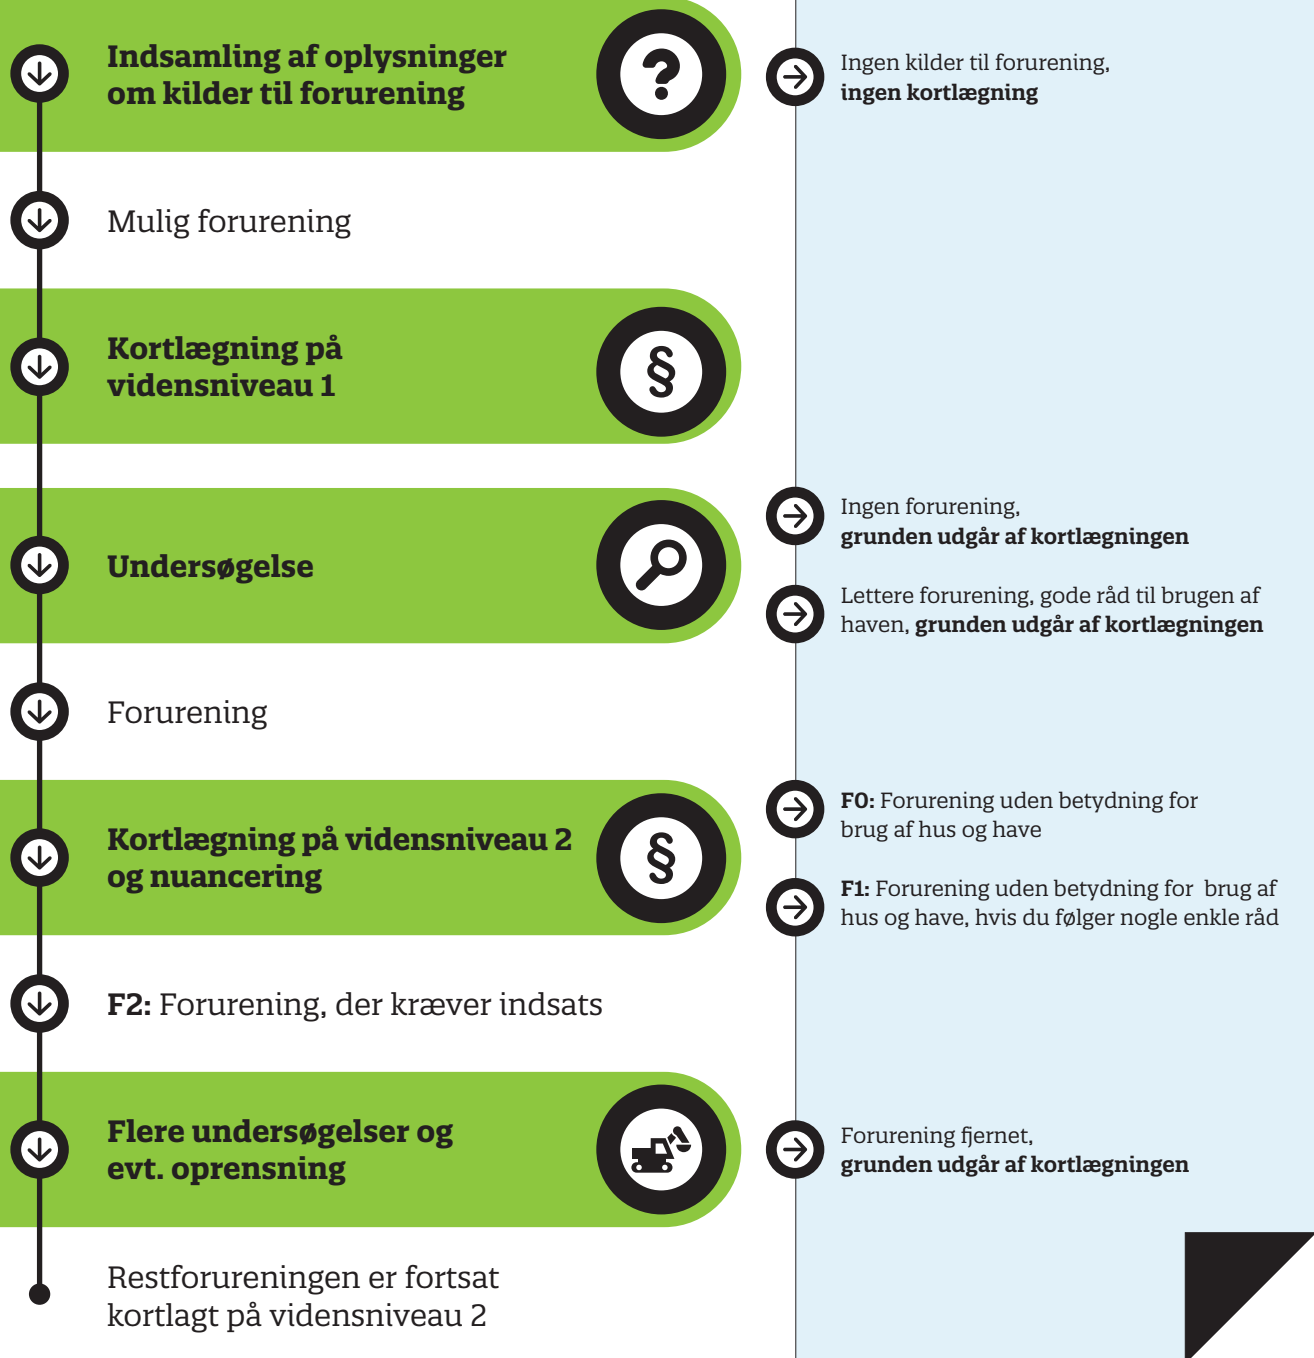 Indsamling af oplysninger
om kilder til forurening
?
Ingen kilder til forurening,
ingen kortlægning
Mulig forurening
Kortlægning på
vidensniveau 1
§
Undersøgelse
Ingen forurening,
grunden udgår af kortlægningen
Lettere forurening, gode råd til brugen af
haven, grunden udgår af kortlægningen
Forurening
Kortlægning på vidensniveau 2
og nuancering
§
F0: Forurening uden betydning for
brug af hus og have
F1: Forurening uden betydning for brug af
hus og have, hvis du følger nogle enkle råd
F2: Forurening, der kræver indsats
Flere undersøgelser og
evt. oprensning
Forurening fjernet,
grunden udgår af kortlægningen
Restforureningen er fortsat
kortlagt på vidensniveau 2